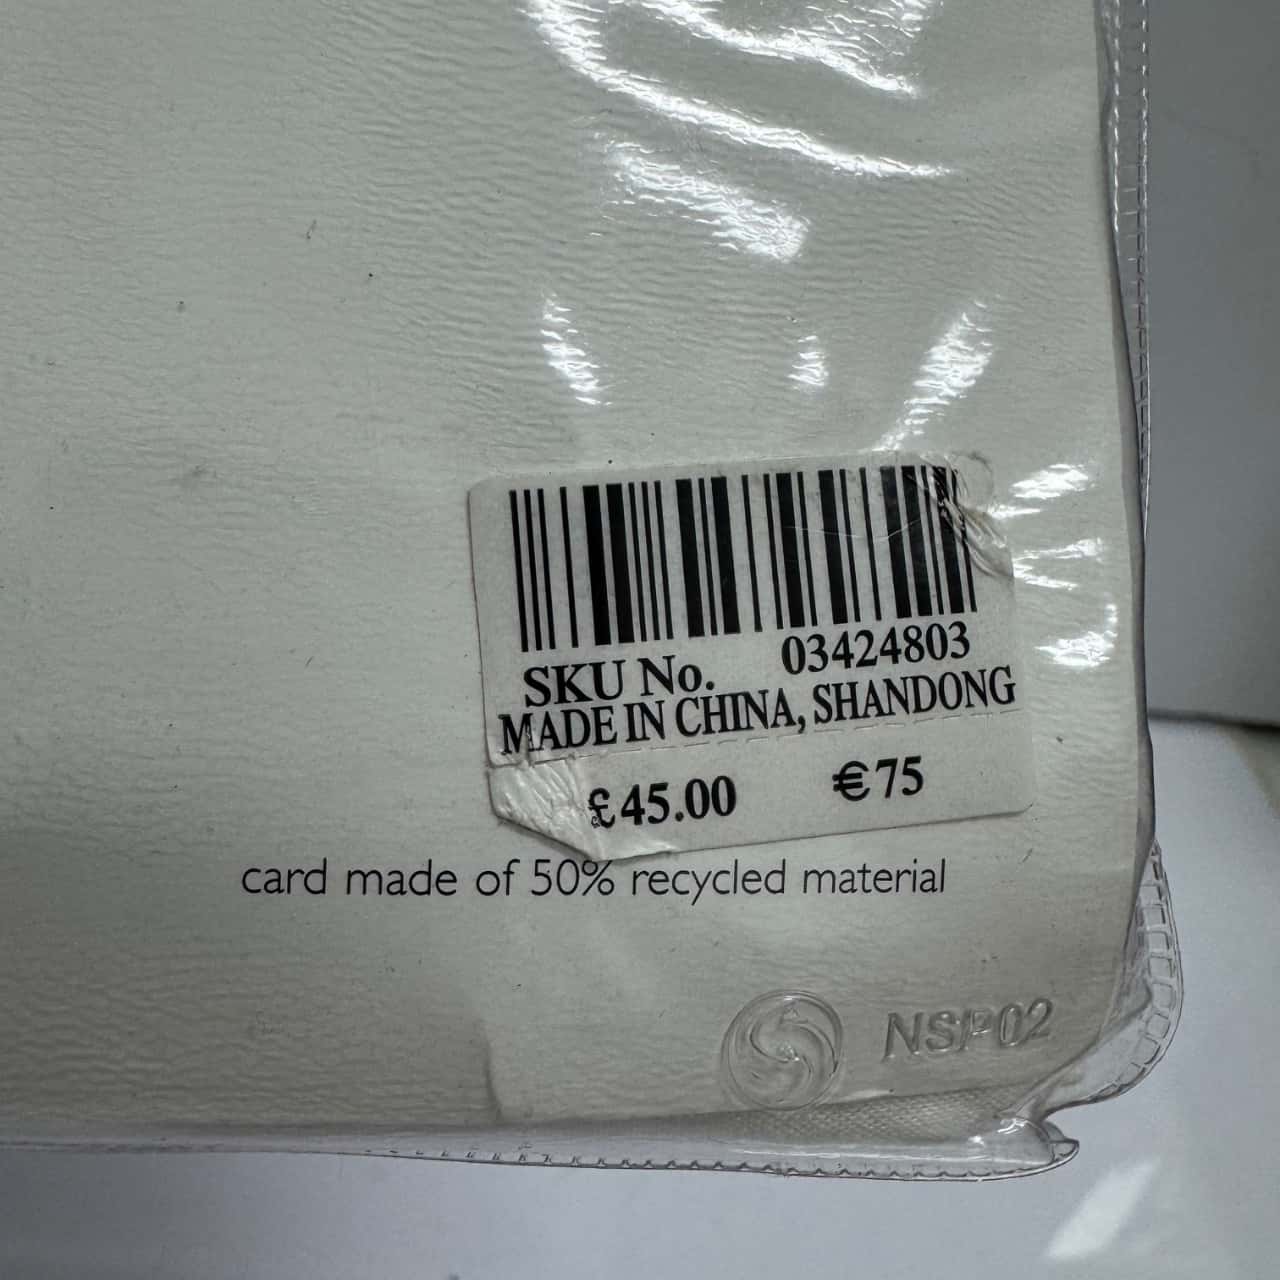 SKU No. 03424803
MADE IN CHINA, SHANDONG
£45.00 €75
card made of 50% recycled material
NSP02